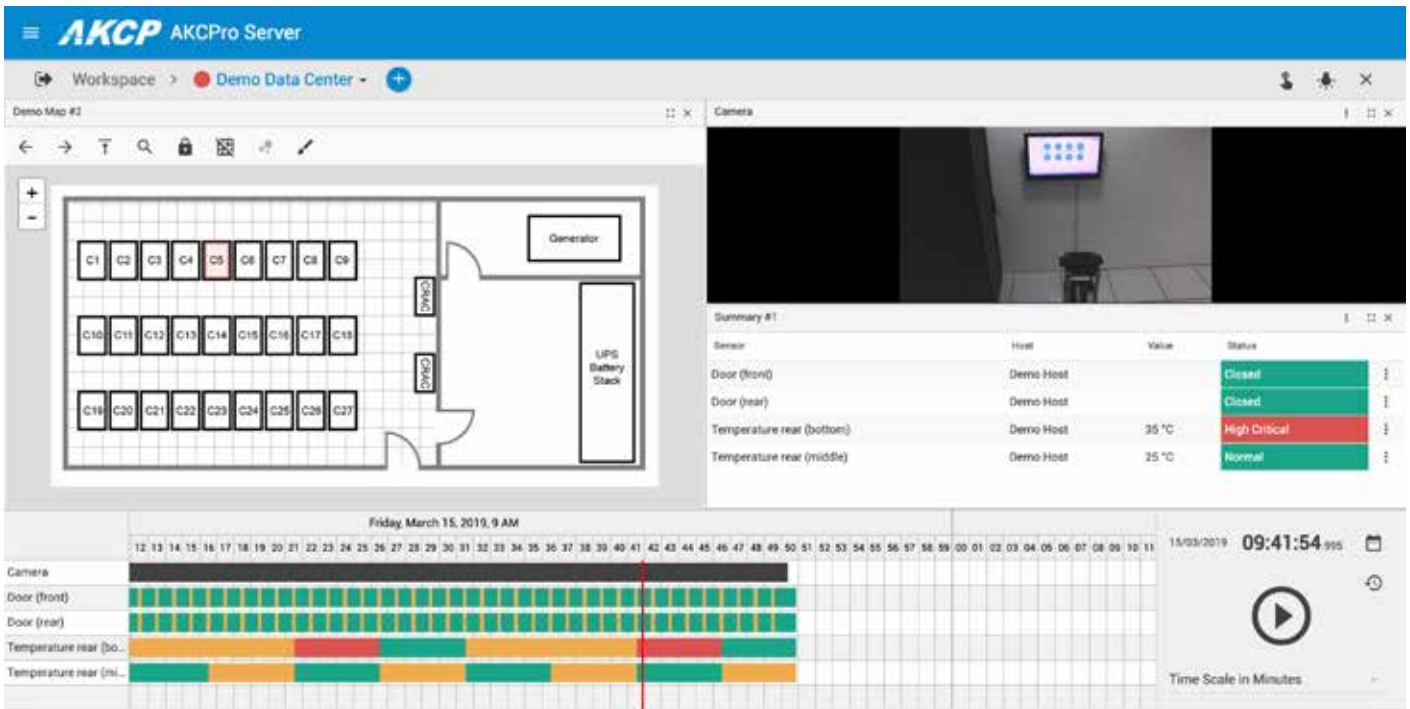 AKCP AKCPro Server
Workspace > Demo Data Center
Demo Map #2
Camera
+
-
C1 C2 C3 C4 C5 C6 C7 C8 C9
Generator
CRAC
C10 C11 C12 C13 C14 C15 C16 C17 C18
UPS
Battery
Stack
CRAC
C19 C20 C21 C22 C23 C24 C25 C26 C27
Summary #1
Sensor Host Value Status
Door (front) Demo Host Closed
Door (rear) Demo Host Closed
Temperature rear (bottom) Demo Host 35 °C High Critical
Temperature rear (middle) Demo Host 25 °C Normal
Friday, March 15, 2019, 9 AM
12 13 14 15 16 17 18 19 20 21 22 23 24 25 26 27 28 29 30 31 32 33 34 35 36 37 38 39 40 41 42 43 44 45 46 47 48 49 50 51 52 53 54 55 56 57 58 59 00 01 02 03 04 05 06 07 08 09 10 11
Camera
Door (front)
Door (rear)
Temperature rear (bo...
Temperature rear (mi...
15/03/2019 09:41:54.995
Time Scale in Minutes